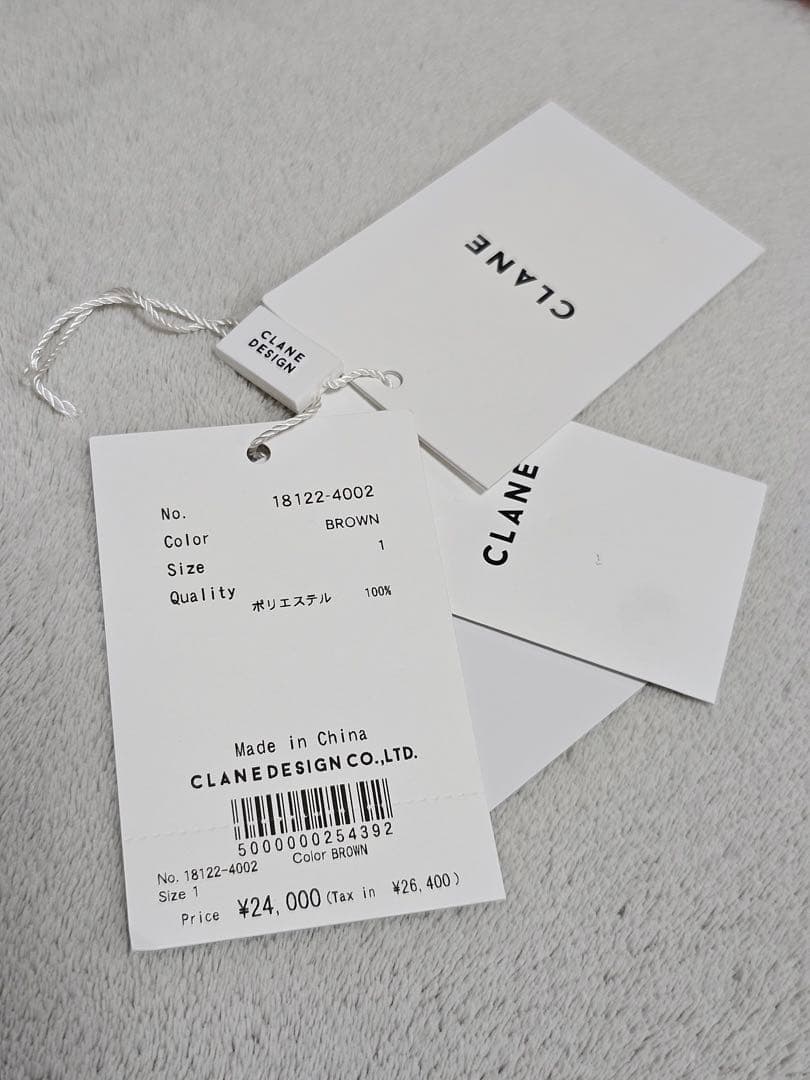 CLANE
CLANE
DESIGN
CLANE
No. 18122-4002
Color BROWN
Size 1
Quality ポリエステル 100%
Made in China
CLANE DESIGN CO.,LTD.
5000000254392
No. 18122-4002 Color BROWN
Size 1
Price ¥24,000 (Tax in ¥26,400)